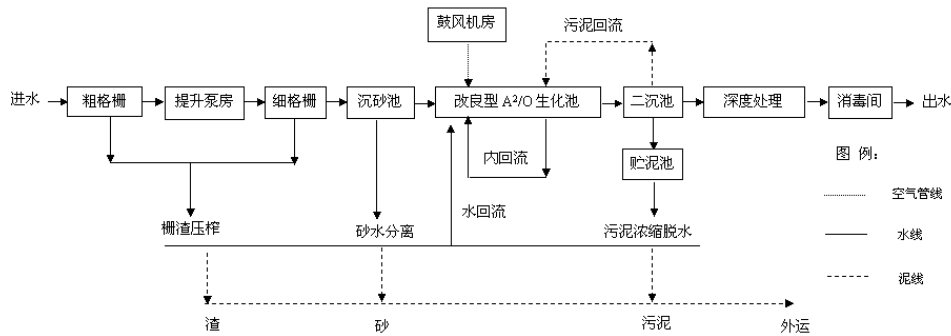 鼓风机房
污泥回流
进水
粗格栅
提升泵房
细格栅
沉砂池
改良型 A²/O 生化池
二沉池
深度处理
消毒间
出水
内回流
贮泥池
图 例：
空气管线
栅渣压榨
砂水分离
水回流
污泥浓缩脱水
水线
泥线
渣
砂
污泥
外运